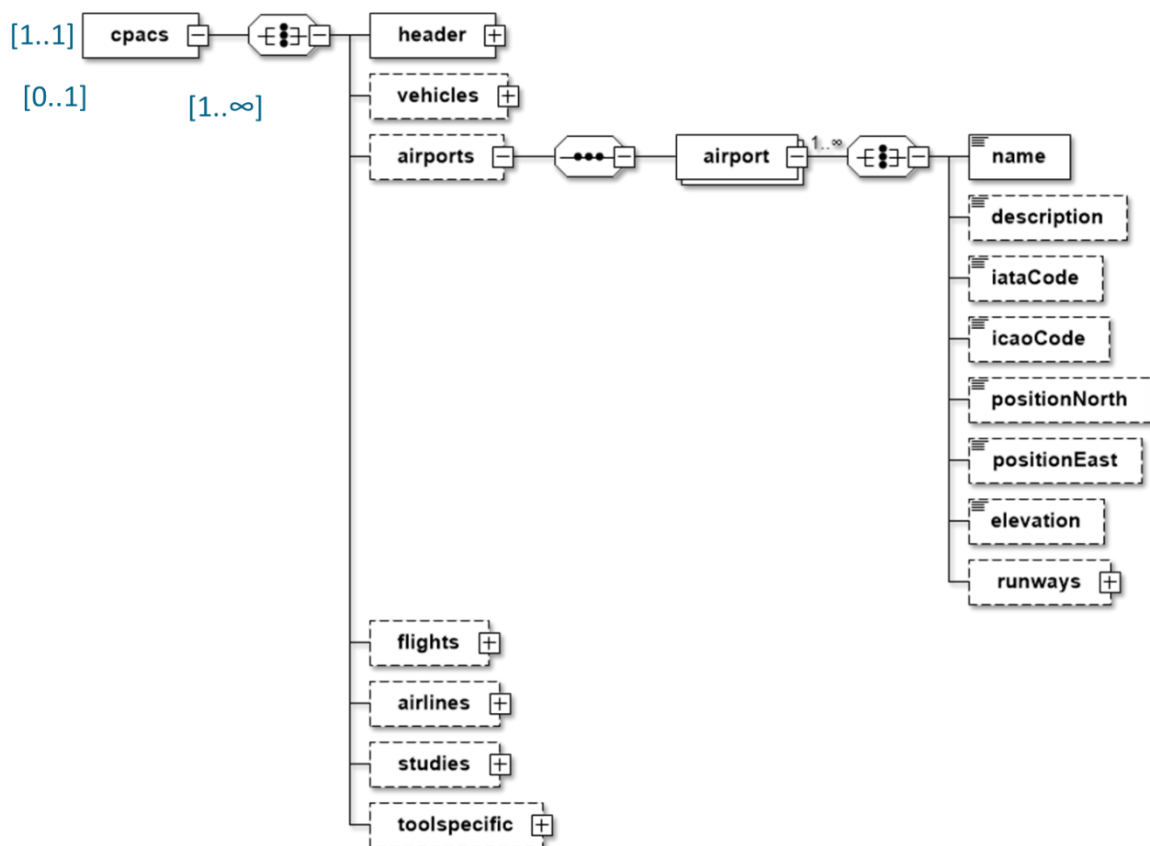 [1..1]
cpacs
header
[0..1]
[1..∞]
vehicles
airports
airport
1..∞
name
description
iataCode
icaoCode
positionNorth
positionEast
elevation
runways
flights
airlines
studies
toolspecific